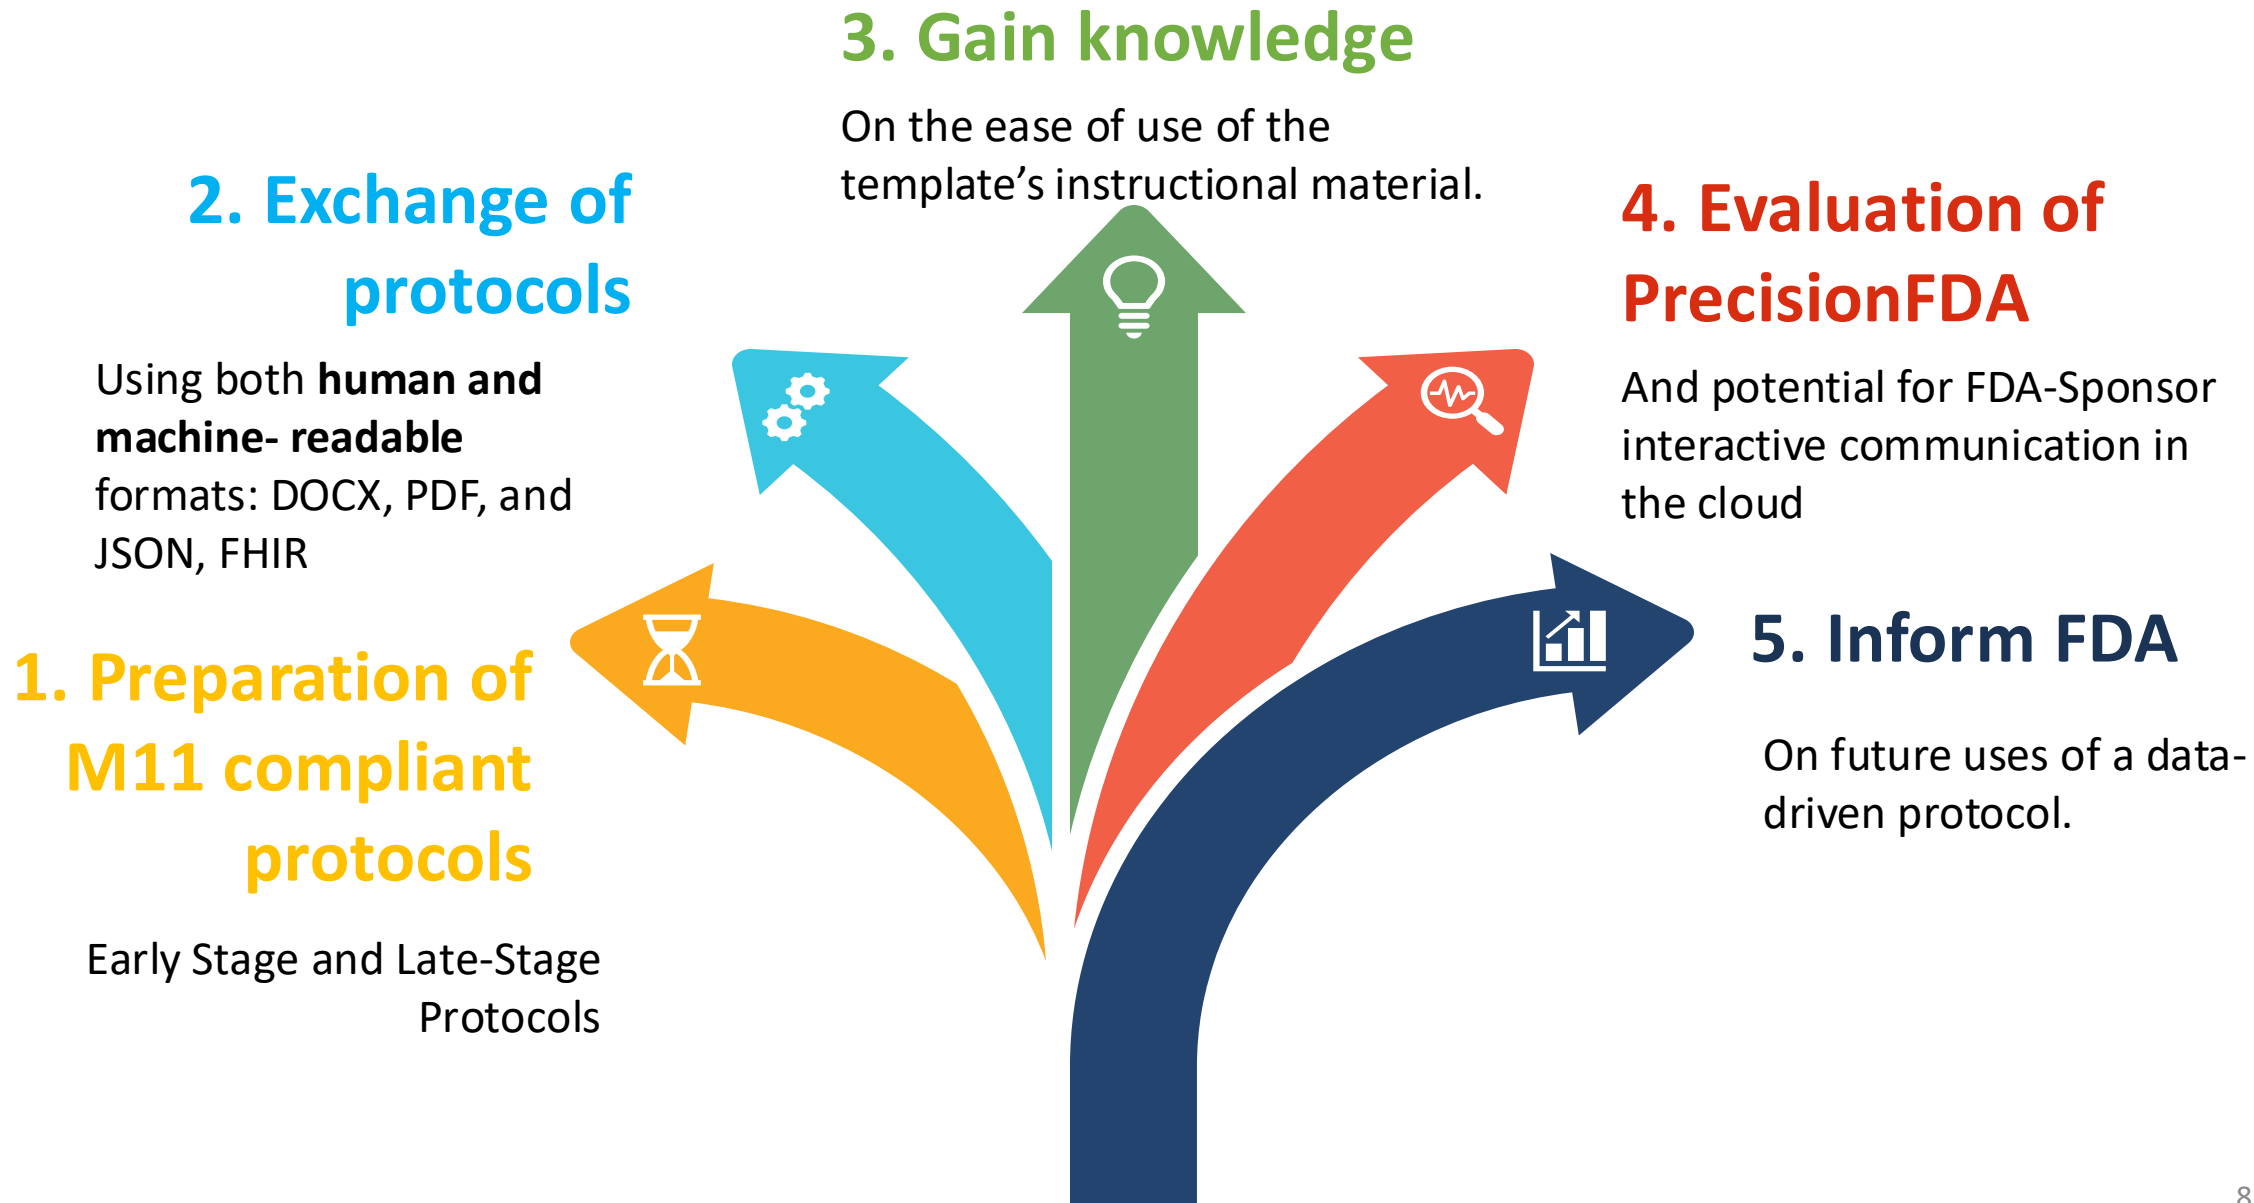 3. Gain knowledge
On the ease of use of the
template’s instructional material.
2. Exchange of
protocols
Using both human and
machine- readable
formats: DOCX, PDF, and
JSON, FHIR
1. Preparation of
M11 compliant
protocols
Early Stage and Late-Stage
Protocols
4. Evaluation of
PrecisionFDA
And potential for FDA-Sponsor
interactive communication in
the cloud
5. Inform FDA
On future uses of a data-
driven protocol.
8